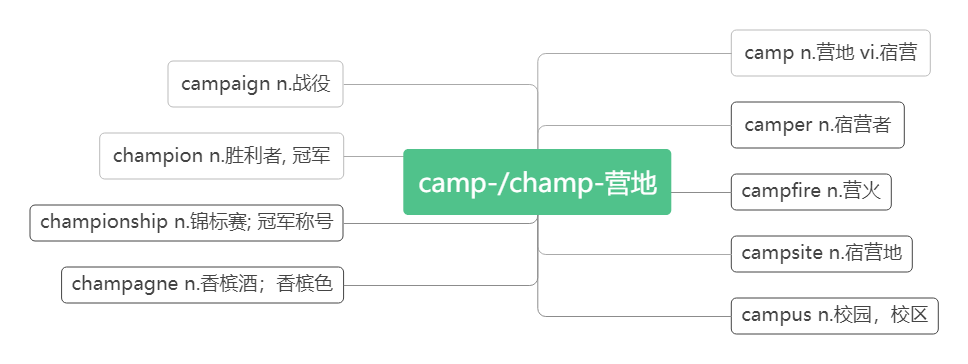 camp-/champ-营地
campaign n.战役
champion n.胜利者, 冠军
championship n.锦标赛; 冠军称号
champagne n.香槟酒；香槟色
camp n.营地 vi.宿营
camper n.宿营者
campfire n.营火
campsite n.宿营地
campus n.校园，校区